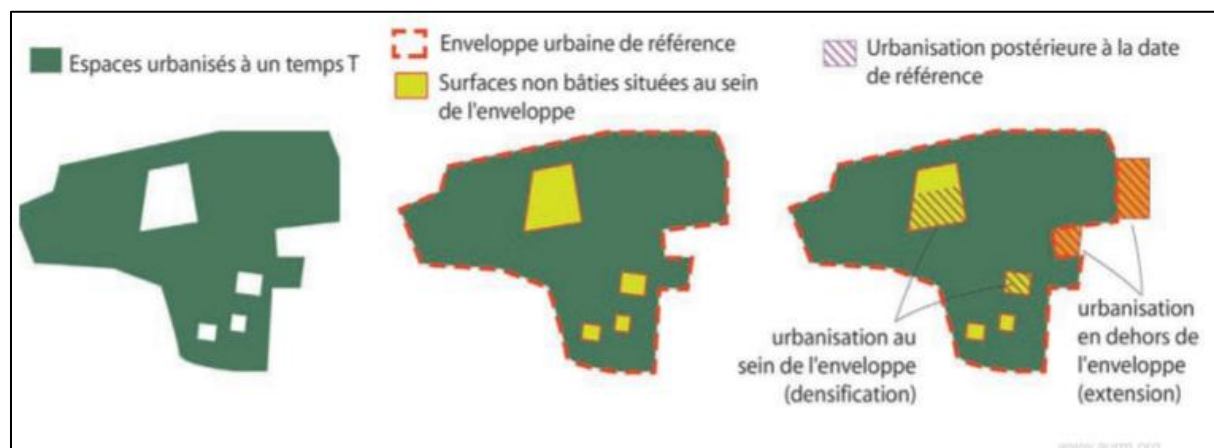 Espaces urbanisés à un temps T
Enveloppe urbaine de référence
Surfaces non bâties situées au sein
de l'enveloppe
Urbanisation postérieure à la date
de référence
urbanisation au
sein de l'enveloppe
(densification)
urbanisation
en dehors de
l'enveloppe
(extension)